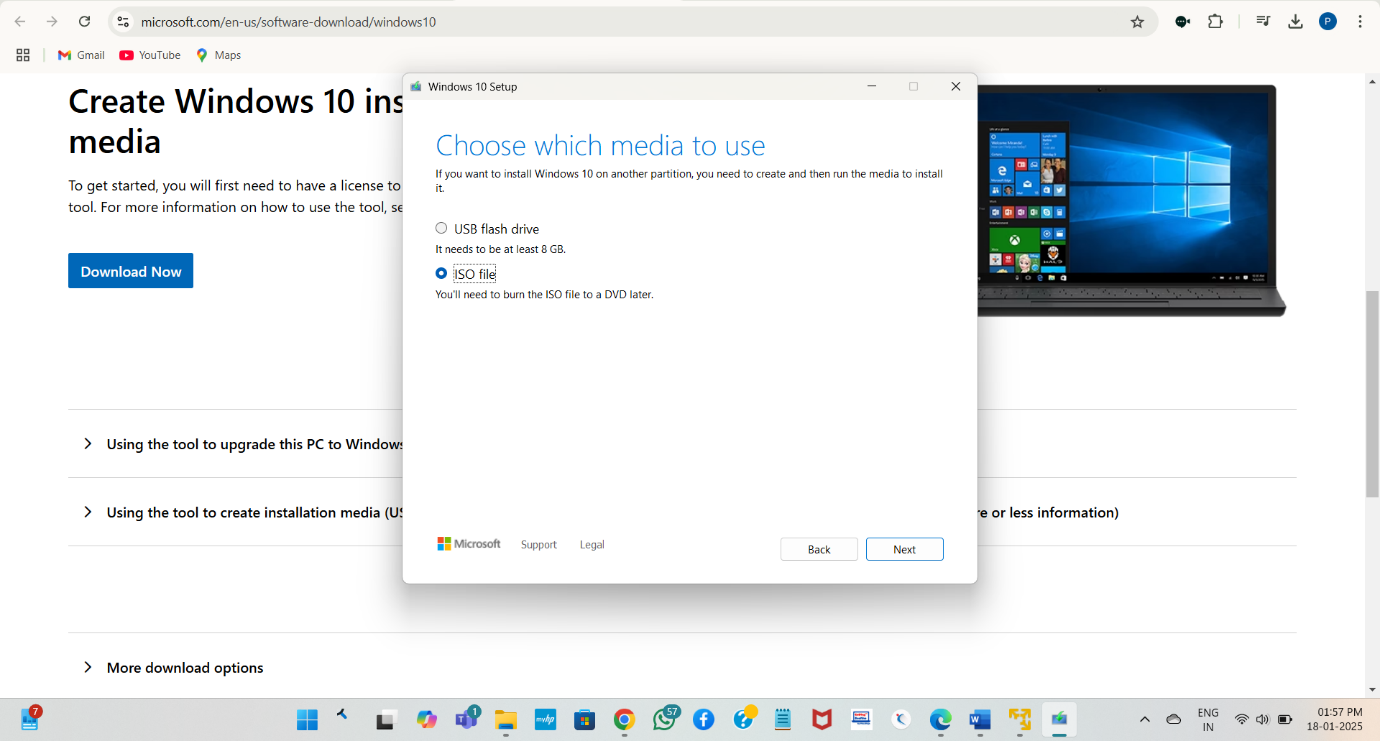 microsoft.com/en-us/software-download/windows10
P
Gmail
YouTube
Maps
Create Windows 10 ins
media
To get started, you will first need to have a license to
tool. For more information on how to use the tool, se
Download Now
Windows 10 Setup
Choose which media to use
If you want to install Windows 10 on another partition, you need to create and then run the media to install
it.
USB flash drive
It needs to be at least 8 GB.
ISO file
You'll need to burn the ISO file to a DVD later.
Microsoft
Support
Legal
Back
Next
Using the tool to upgrade this PC to Windows
Using the tool to create installation media (US
re or less information)
More download options
7
1
57
ENG
IN
01:57 PM
18-01-2025